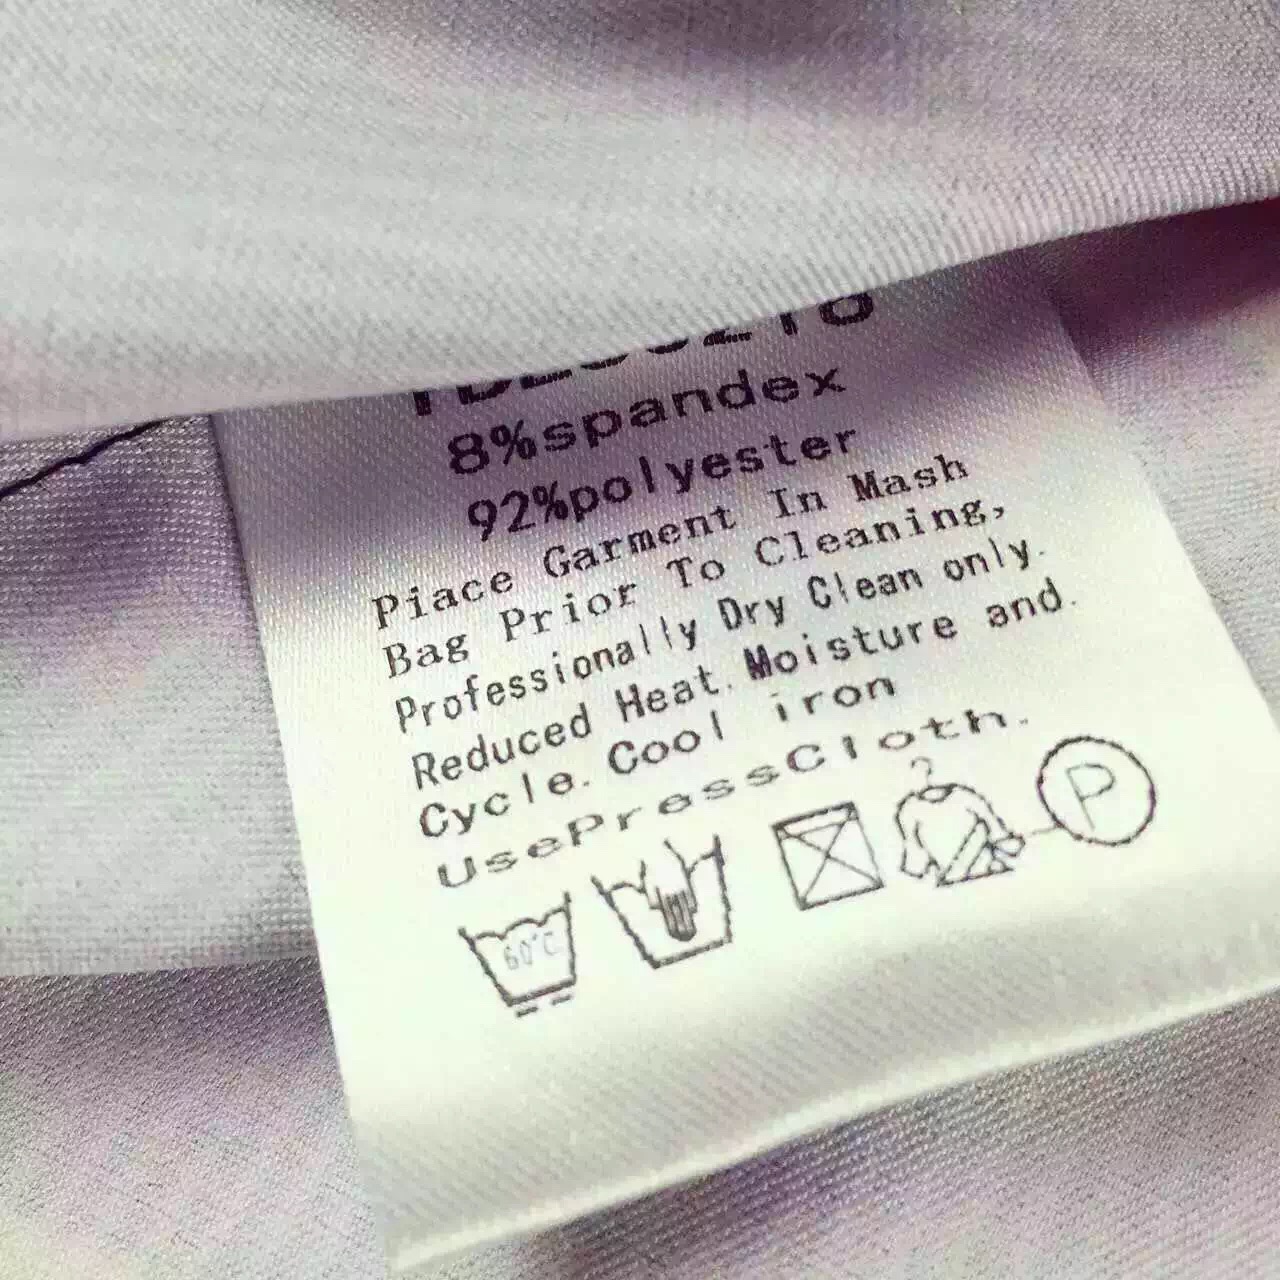 8%spandex
92%polyester
Piace Garment In Mash
Bag Prior To Cleaning,
Professionally Dry Clean only.
Reduced Heat. Moisture and.
Cycle. Cool iron
UsePressCloth.
60°C
P